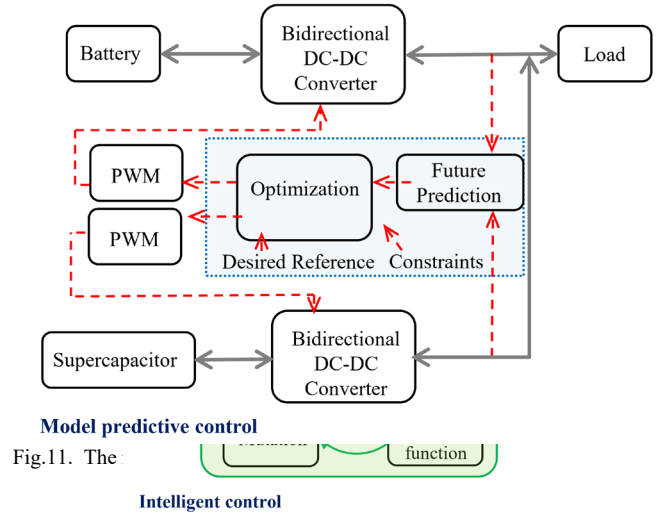 Battery
Bidirectional
DC-DC
Converter
Load
PWM
PWM
Optimization
Future
Prediction
Desired Reference
Constraints
Supercapacitor
Bidirectional
DC-DC
Converter
Model predictive control
Fig.11. The
function
Intelligent control